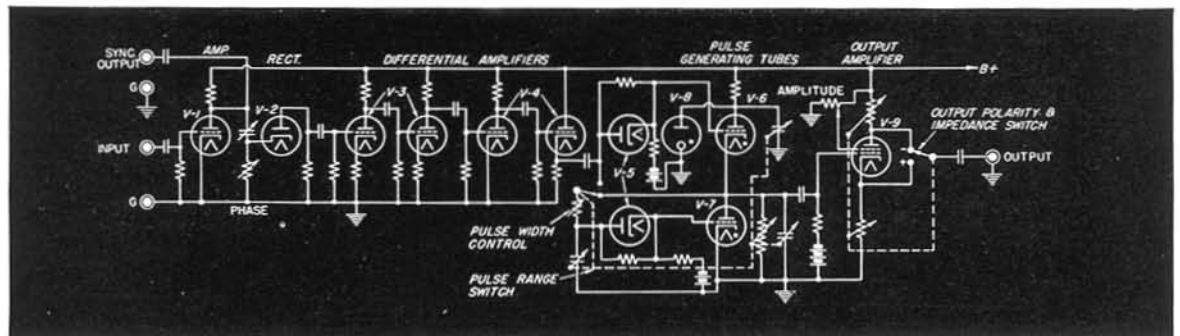 SYNC OUTPUT
AMP
RECT.
DIFFERENTIAL AMPLIFIERS
PULSE GENERATING TUBES
OUTPUT AMPLIFIER
B+
G
V-1
V-2
V-3
V-4
V-8
V-6
AMPLITUDE
V-9
OUTPUT POLARITY & IMPEDANCE SWITCH
INPUT
OUTPUT
V-5
G
PHASE
PULSE WIDTH CONTROL
V-7
PULSE RANGE SWITCH